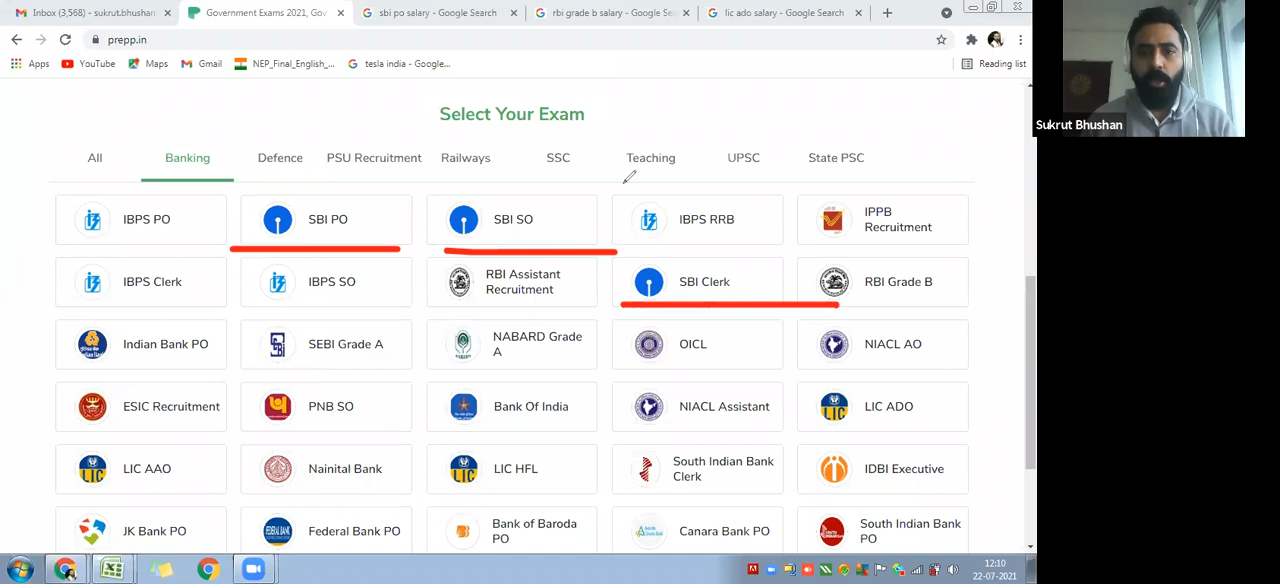 Inbox (3,568) - sukrut.bhushan
Government Exams 2021, Gov
sbi po salary - Google Search
rbi grade b salary - Google Se
lic ado salary - Google Search
prepp.in
Apps
YouTube
Maps
Gmail
NEP_Final_English_...
tesla india - Google...
Reading list
Sukrut Bhushan
Select Your Exam
All
Banking
Defence
PSU Recruitment
Railways
SSC
Teaching
UPSC
State PSC
IBPS PO
SBI PO
SBI SO
IBPS RRB
IPPB
Recruitment
IBPS Clerk
IBPS SO
RBI Assistant
Recruitment
SBI Clerk
RBI Grade B
Indian Bank PO
SEBI Grade A
NABARD Grade
A
OICL
NIACL AO
ESIC Recruitment
PNB SO
Bank Of India
NIACL Assistant
LIC ADO
LIC AAO
Nainital Bank
LIC HFL
South Indian Bank
Clerk
IDBI Executive
JK Bank PO
Federal Bank PO
Bank of Baroda
PO
Canara Bank PO
South Indian Bank
PO
12:10
22-07-2021